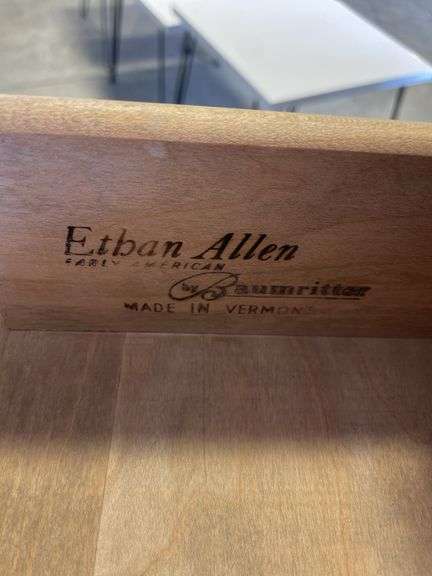 Ethan Allen
EARLY AMERICAN
by Baumritter
MADE IN VERMONT